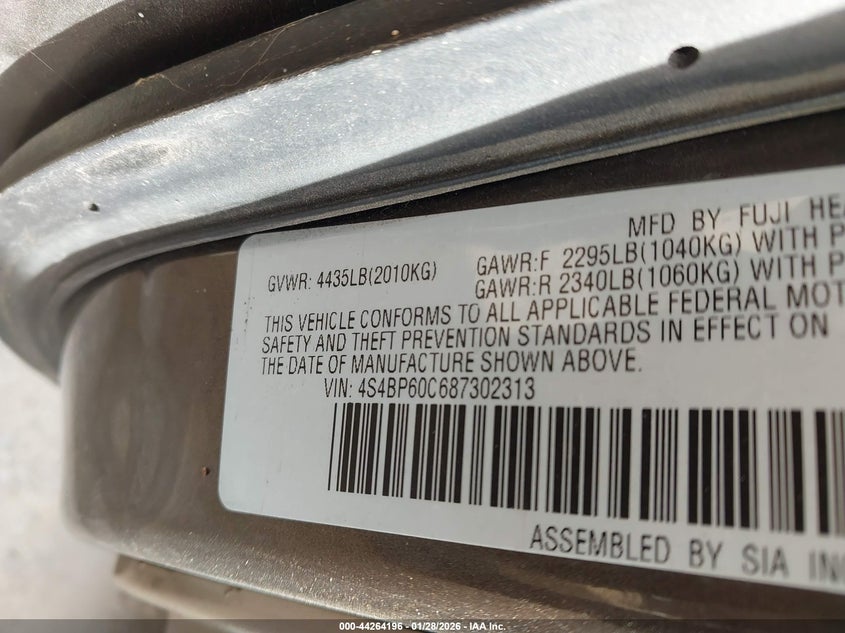 MFD BY FUJI HEA
GVWR: 4435LB(2010KG) GAWR:F 2295LB(1040KG) WITH P
GAWR:R 2340LB(1060KG) WITH P
THIS VEHICLE CONFORMS TO ALL APPLICABLE FEDERAL MOT
SAFETY AND THEFT PREVENTION STANDARDS IN EFFECT ON
THE DATE OF MANUFACTURE SHOWN ABOVE.
VIN: 4S4BP60C687302313
ASSEMBLED BY SIA IN
000-44264196 - 01/28/2026 - IAA Inc.